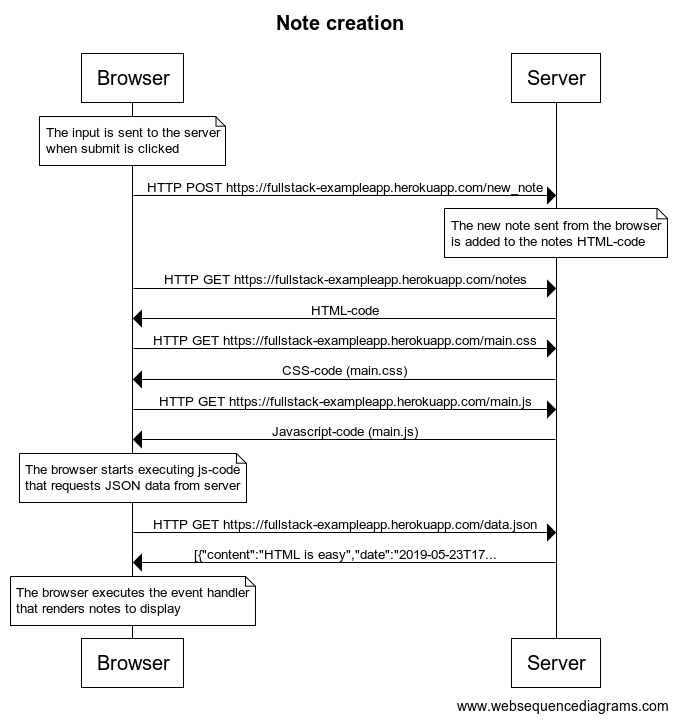 Note creation
Browser
Server
The input is sent to the server
when submit is clicked
HTTP POST https://fullstack-exampleapp.herokuapp.com/new_note
The new note sent from the browser
is added to the notes HTML-code
HTTP GET https://fullstack-exampleapp.herokuapp.com/notes
HTML-code
HTTP GET https://fullstack-exampleapp.herokuapp.com/main.css
CSS-code (main.css)
HTTP GET https://fullstack-exampleapp.herokuapp.com/main.js
Javascript-code (main.js)
The browser starts executing js-code
that requests JSON data from server
HTTP GET https://fullstack-exampleapp.herokuapp.com/data.json
[{"content":"HTML is easy","date":"2019-05-23T17...
The browser executes the event handler
that renders notes to display
Browser
Server
www.websequencediagrams.com